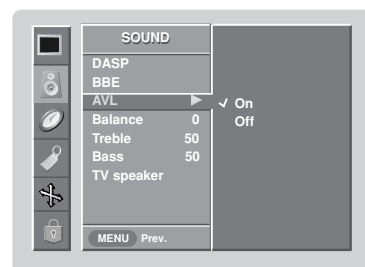 SOUND
DASP
BBE
AVL ▶ ✓ On
Balance 0 Off
Treble 50
Bass 50
TV speaker
MENU Prev.